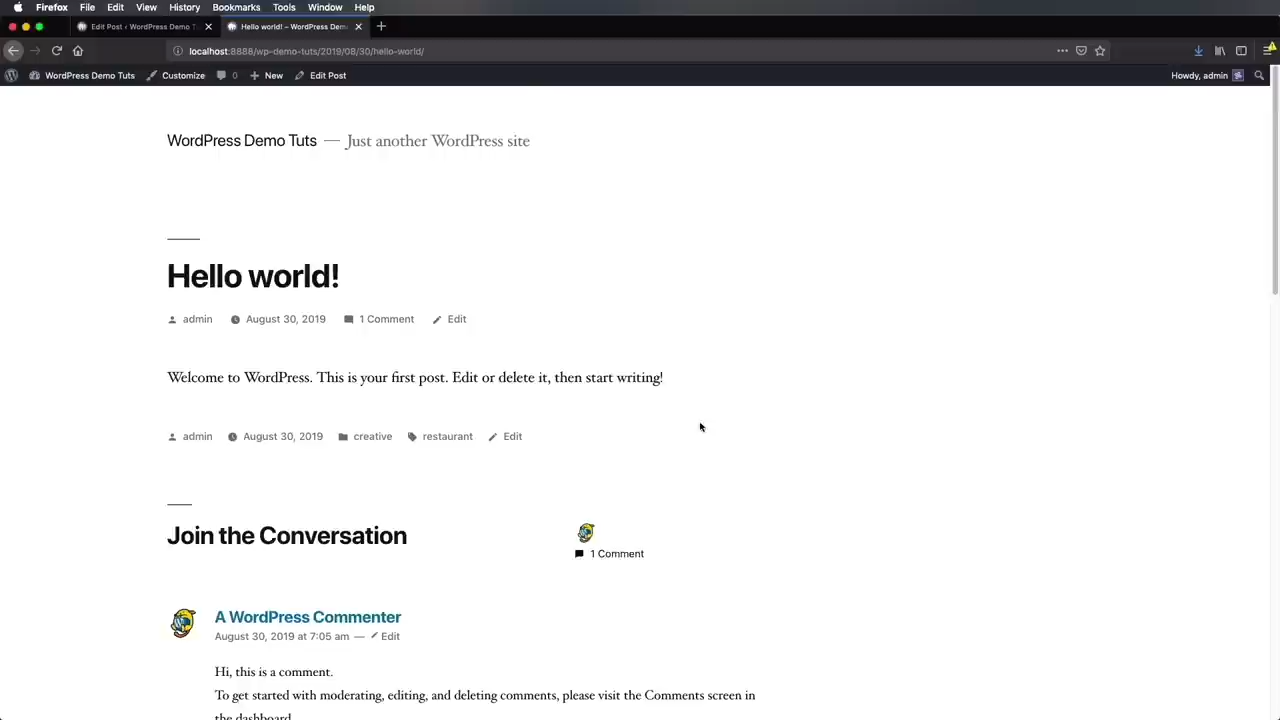 Firefox File Edit View History Bookmarks Tools Window Help
Edit Post ‹ WordPress Demo T
Hello world! – WordPress Dem
localhost:8888/wp-demo-tuts/2019/08/30/hello-world/
WordPress Demo Tuts Customize 0 New Edit Post Howdy, admin
WordPress Demo Tuts — Just another WordPress site
Hello world!
admin August 30, 2019 1 Comment Edit
Welcome to WordPress. This is your first post. Edit or delete it, then start writing!
admin August 30, 2019 creative restaurant Edit
Join the Conversation
1 Comment
A WordPress Commenter
August 30, 2019 at 7:05 am — Edit
Hi, this is a comment.
To get started with moderating, editing, and deleting comments, please visit the Comments screen in
the dashboard.